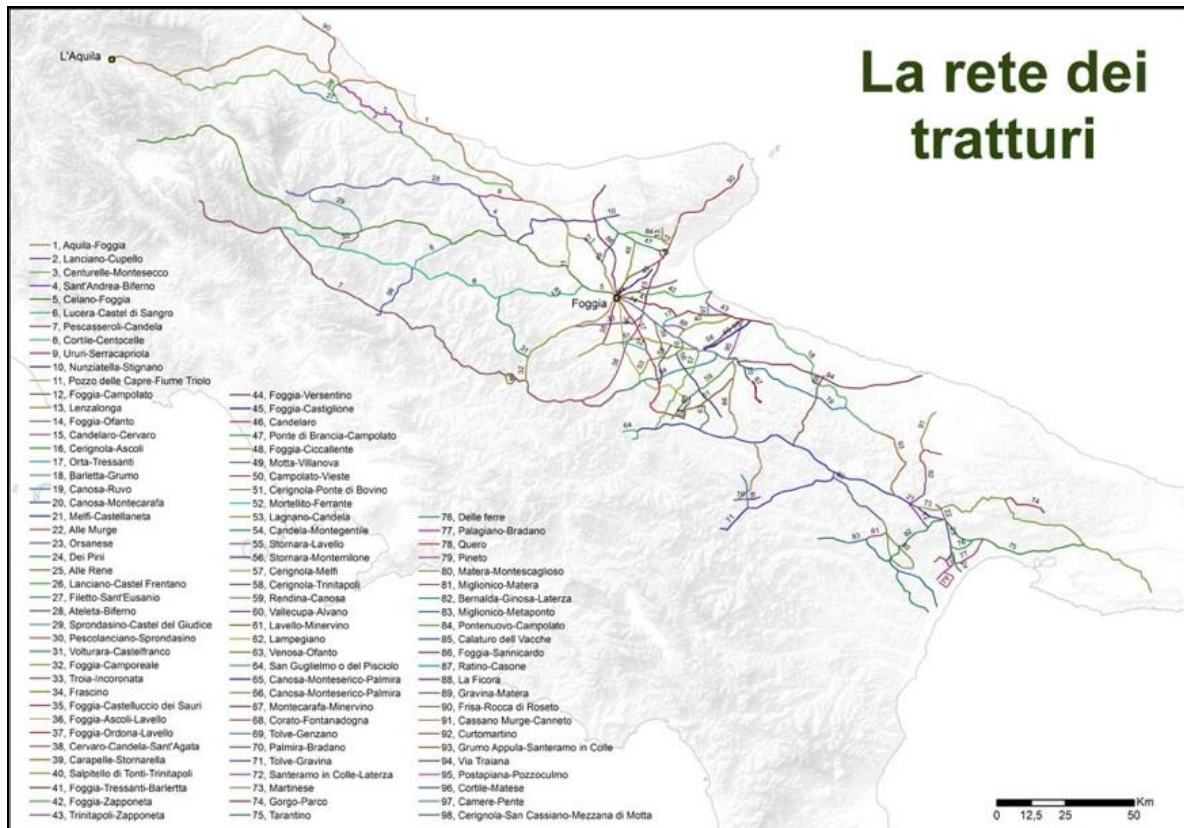 La rete dei
tratturi
L'Aquila
Foggia
1, Aquila-Foggia
2, Lanciano-Cupello
3, Centurelle-Montesecco
4, Sant'Andrea-Biferno
5, Celano-Foggia
6, Lucera-Castel di Sangro
7, Pescasseroli-Candela
8, Cortile-Centocelle
9, Ururi-Serracapriola
10, Nunziatella-Stignano
11, Pozzo delle Capre-Fiume Triolo
12, Foggia-Campolato
13, Lenzalonga
14, Foggia-Ofanto
15, Candelaro-Cervaro
16, Cerignola-Ascoli
17, Orta-Tressanti
18, Barletta-Grumo
19, Canosa-Ruvo
20, Canosa-Montecarafa
21, Melfi-Castellaneta
22, Alle Murge
23, Orsanese
24, Dei Pini
25, Alle Rene
26, Lanciano-Castel Frentano
27, Filetto-Sant'Eusanio
28, Ateleta-Biferno
29, Sprondasino-Castel del Giudice
30, Pescolanciano-Sprondasino
31, Volturara-Castelfranco
32, Foggia-Camporeale
33, Troia-Incoronata
34, Frascino
35, Foggia-Castelluccio dei Sauri
36, Foggia-Ascoli-Lavello
37, Foggia-Ordona-Lavello
38, Cervaro-Candela-Sant'Agata
39, Carapelle-Stornarella
40, Salpitello di Tonti-Trinitapoli
41, Foggia-Tressanti-Barlertta
42, Foggia-Zapponeta
43, Trinitapoli-Zapponeta
44, Foggia-Versentino
45, Foggia-Castiglione
46, Candelaro
47, Ponte di Brancia-Campolato
48, Foggia-Ciccallente
49, Motta-Villanova
50, Campolato-Vieste
51, Cerignola-Ponte di Bovino
52, Mortellito-Ferrante
53, Lagnano-Candela
54, Candela-Montegentile
55, Stornara-Lavello
56, Stornara-Montemilone
57, Cerignola-Melfi
58, Cerignola-Trinitapoli
59, Rendina-Canosa
60, Vallecupa-Alvano
61, Lavello-Minervino
62, Lampegiano
63, Venosa-Ofanto
64, San Guglielmo o del Pisciolo
65, Canosa-Monteserico-Palmira
66, Canosa-Monteserico-Palmira
67, Montecarafa-Minervino
68, Corato-Fontanadogna
69, Tolve-Genzano
70, Palmira-Bradano
71, Tolve-Gravina
72, Santeramo in Colle-Laterza
73, Martinese
74, Gorgo-Parco
75, Tarantino
76, Delle ferre
77, Palagiano-Bradano
78, Quero
79, Pineto
80, Matera-Montescaglioso
81, Miglionico-Matera
82, Bernalda-Ginosa-Laterza
83, Miglionico-Metaponto
84, Pontenuovo-Campolato
85, Calaturo dell Vacche
86, Foggia-Sannicardo
87, Ratino-Casone
88, La Ficora
89, Gravina-Matera
90, Frisa-Rocca di Roseto
91, Cassano Murge-Canneto
92, Curtomartino
93, Grumo Appula-Santeramo in Colle
94, Via Traiana
95, Postapiana-Pozzoculmo
96, Cortile-Matese
97, Camere-Pente
98, Cerignola-San Cassiano-Mezzana di Motta
Km
0 12,5 25 50